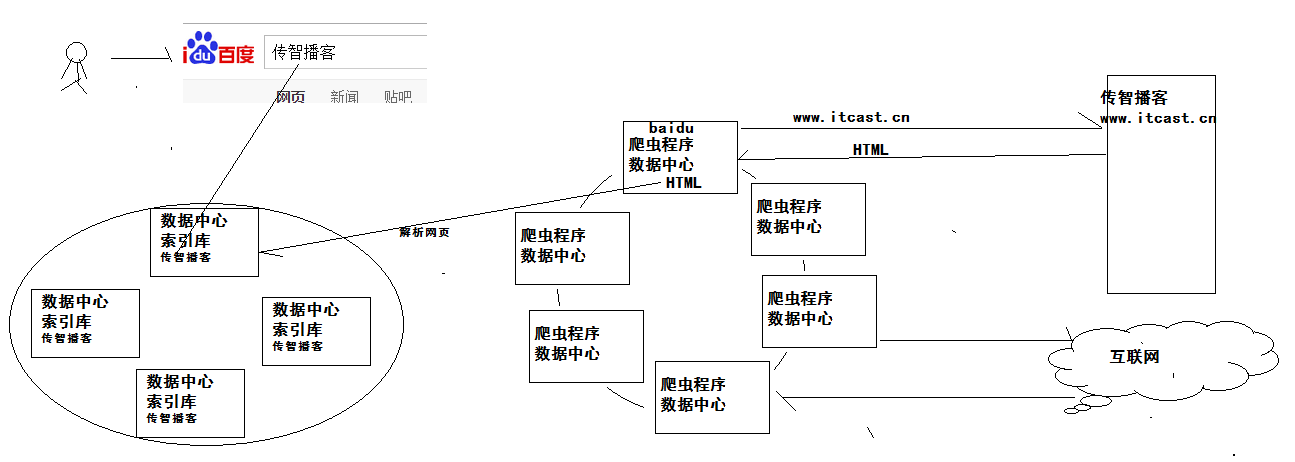 idu百度
传智播客
网页 新闻 贴吧
baidu
爬虫程序
数据中心
HTML
www.itcast.cn
HTML
传智播客
www.itcast.cn
爬虫程序
数据中心
爬虫程序
数据中心
数据中心
索引库
传智播客
解析网页
数据中心
索引库
传智播客
数据中心
索引库
传智播客
爬虫程序
数据中心
爬虫程序
数据中心
互联网
数据中心
索引库
传智播客
爬虫程序
数据中心